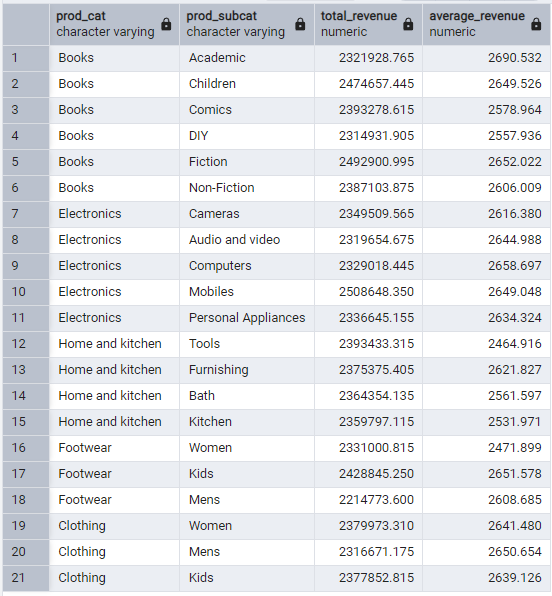 prod_cat prod_subcat total_revenue average_revenue
character varying character varying numeric numeric
1 Books Academic 2321928.765 2690.532
2 Books Children 2474657.445 2649.526
3 Books Comics 2393278.615 2578.964
4 Books DIY 2314931.905 2557.936
5 Books Fiction 2492900.995 2652.022
6 Books Non-Fiction 2387103.875 2606.009
7 Electronics Cameras 2349509.565 2616.380
8 Electronics Audio and video 2319654.675 2644.988
9 Electronics Computers 2329018.445 2658.697
10 Electronics Mobiles 2508648.350 2649.048
11 Electronics Personal Appliances 2336645.155 2634.324
12 Home and kitchen Tools 2393433.315 2464.916
13 Home and kitchen Furnishing 2375375.405 2621.827
14 Home and kitchen Bath 2364354.135 2561.597
15 Home and kitchen Kitchen 2359797.115 2531.971
16 Footwear Women 2331000.815 2471.899
17 Footwear Kids 2428845.250 2651.578
18 Footwear Mens 2214773.600 2608.685
19 Clothing Women 2379973.310 2641.480
20 Clothing Mens 2316671.175 2650.654
21 Clothing Kids 2377852.815 2639.126